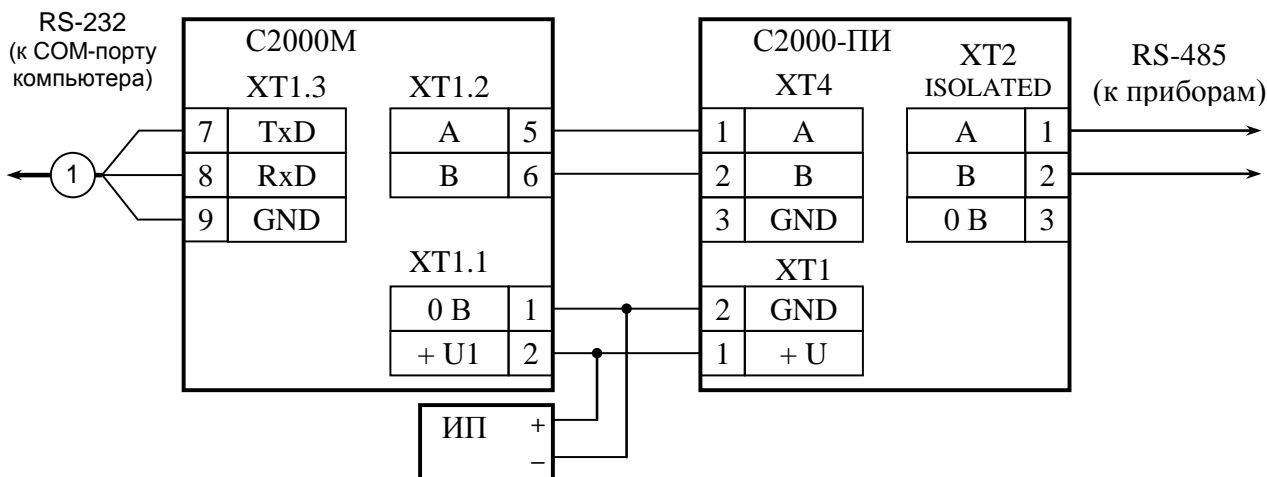 RS-232
(к COM-порту
компьютера)
1
С2000М
XT1.3
7 TxD
8 RxD
9 GND
XT1.2
A 5
B 6
XT1.1
0 В 1
+ U1 2
С2000-ПИ
XT4
1 A
2 B
3 GND
XT1
2 GND
1 + U
XT2
ISOLATED
A 1
B 2
0 В 3
RS-485
(к приборам)
ИП +
−